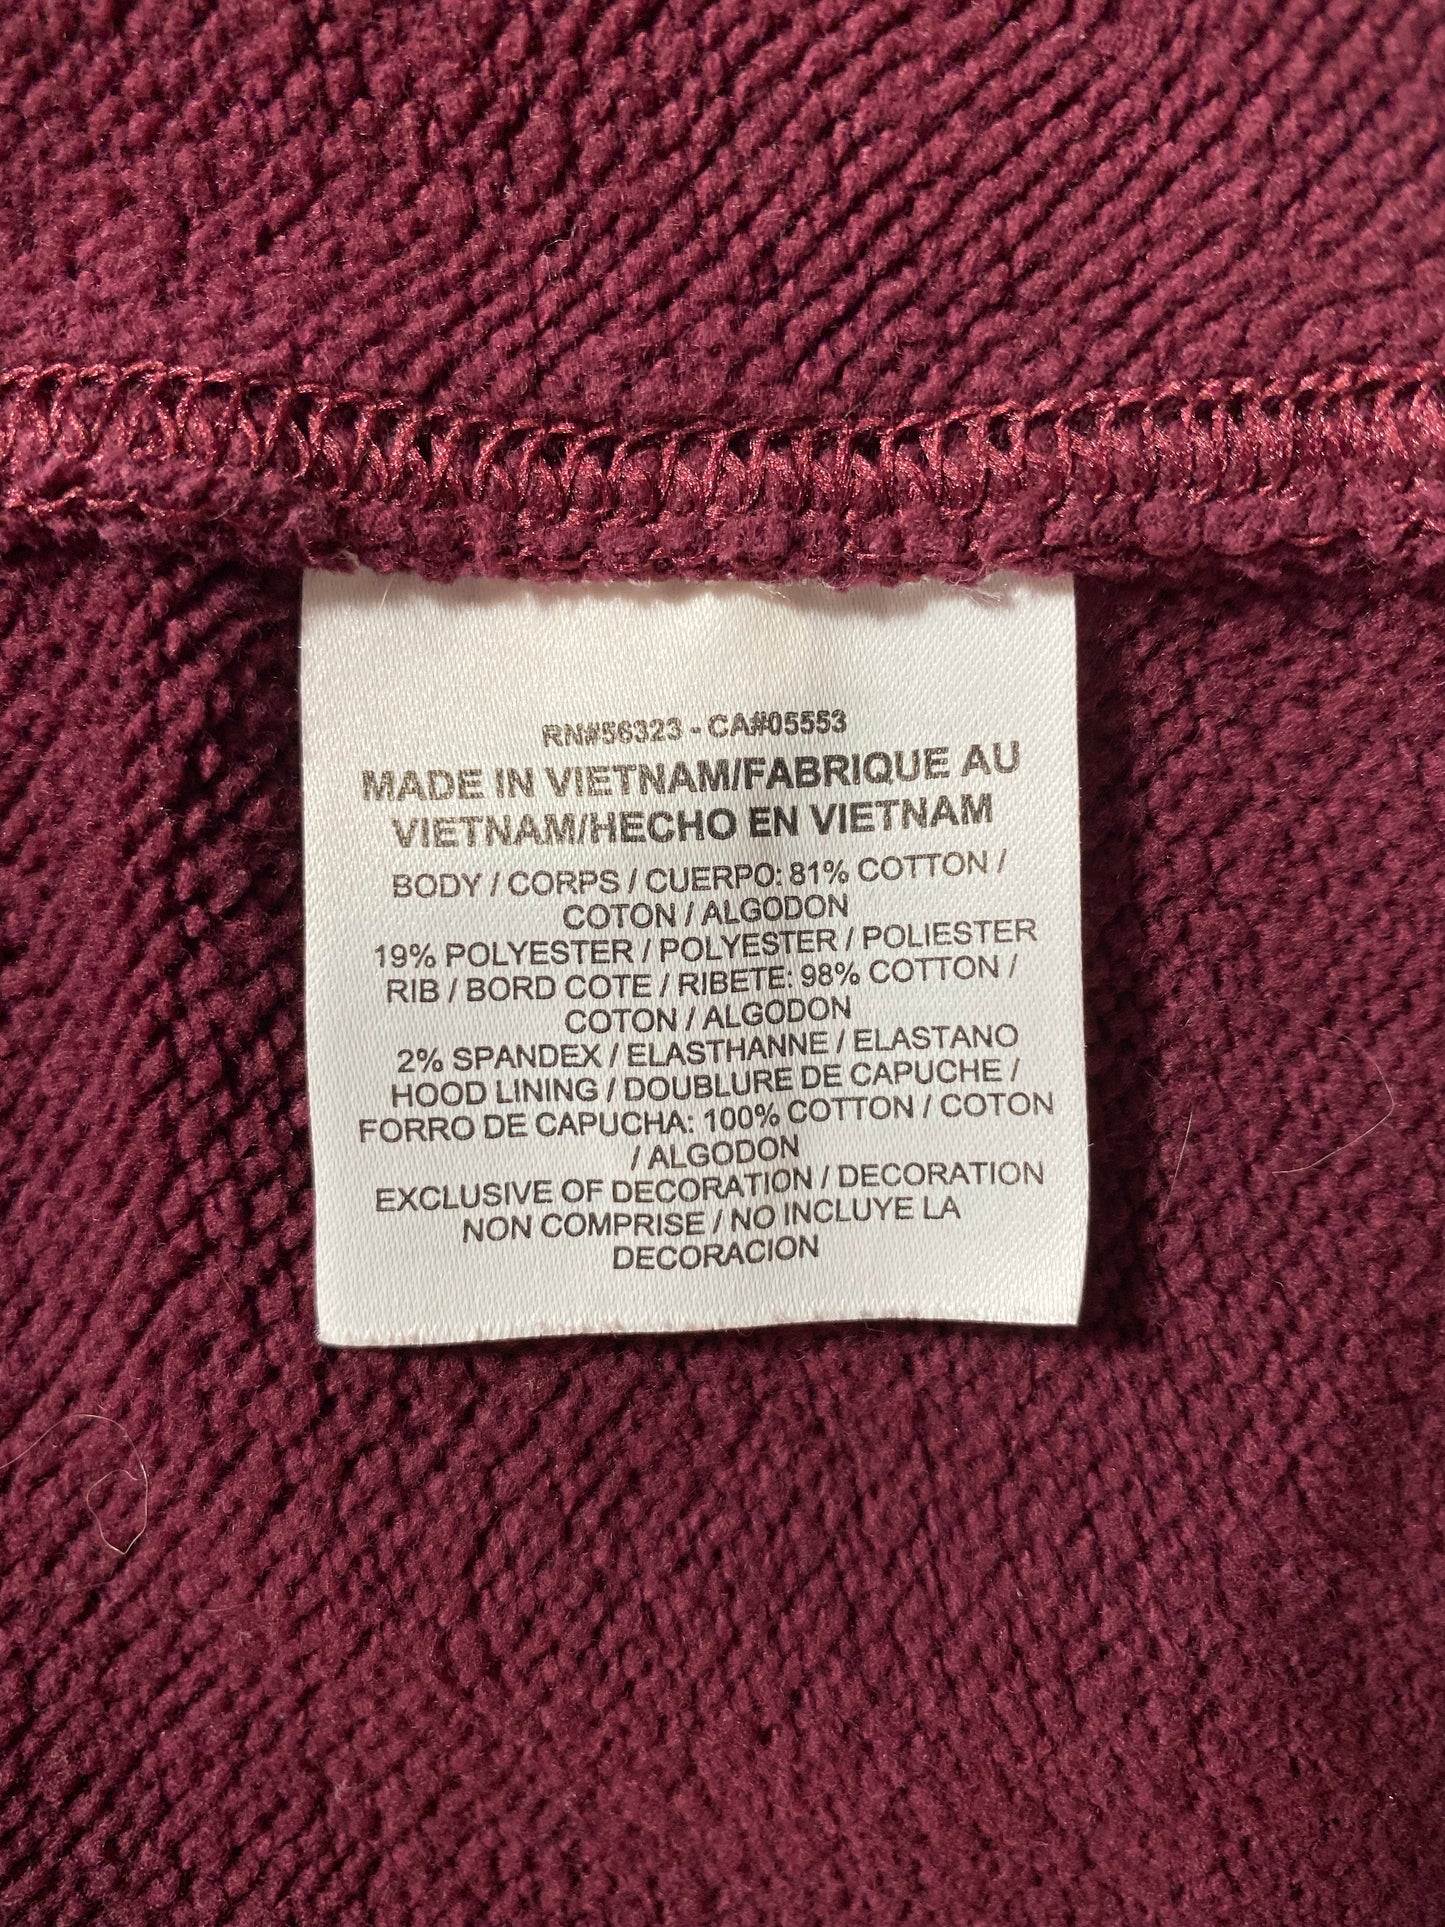 RN#56323 - CA#05553
MADE IN VIETNAM/FABRIQUE AU
VIETNAM/HECHO EN VIETNAM
BODY / CORPS / CUERPO: 81% COTTON /
COTON / ALGODON
19% POLYESTER / POLYESTER / POLIESTER
RIB / BORD COTE / RIBETE: 98% COTTON /
COTON / ALGODON
2% SPANDEX / ELASTHANNE / ELASTANO
HOOD LINING / DOUBLURE DE CAPUCHE /
FORRO DE CAPUCHA: 100% COTTON / COTON
/ ALGODON
EXCLUSIVE OF DECORATION / DECORATION
NON COMPRISE / NO INCLUYE LA
DECORACION